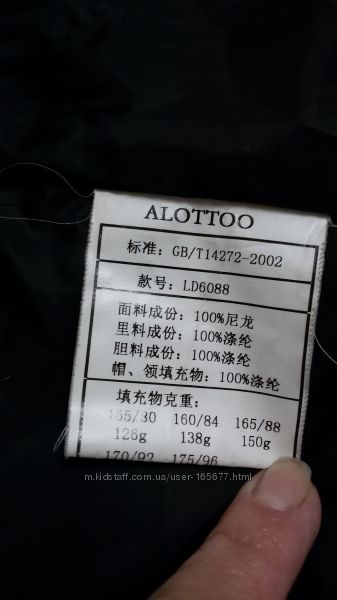 ALOTTOO
标准: GB/T14272-2002
款号: LD6088
面料成份: 100%尼龙
里料成份: 100%涤纶
胆料成份: 100%涤纶
帽、领填充物: 100%涤纶
填充物克重:
155/80 160/84 165/88
126g 138g 150g
170/92 175/96
m.kidstaff.com.ua/user-165677.html